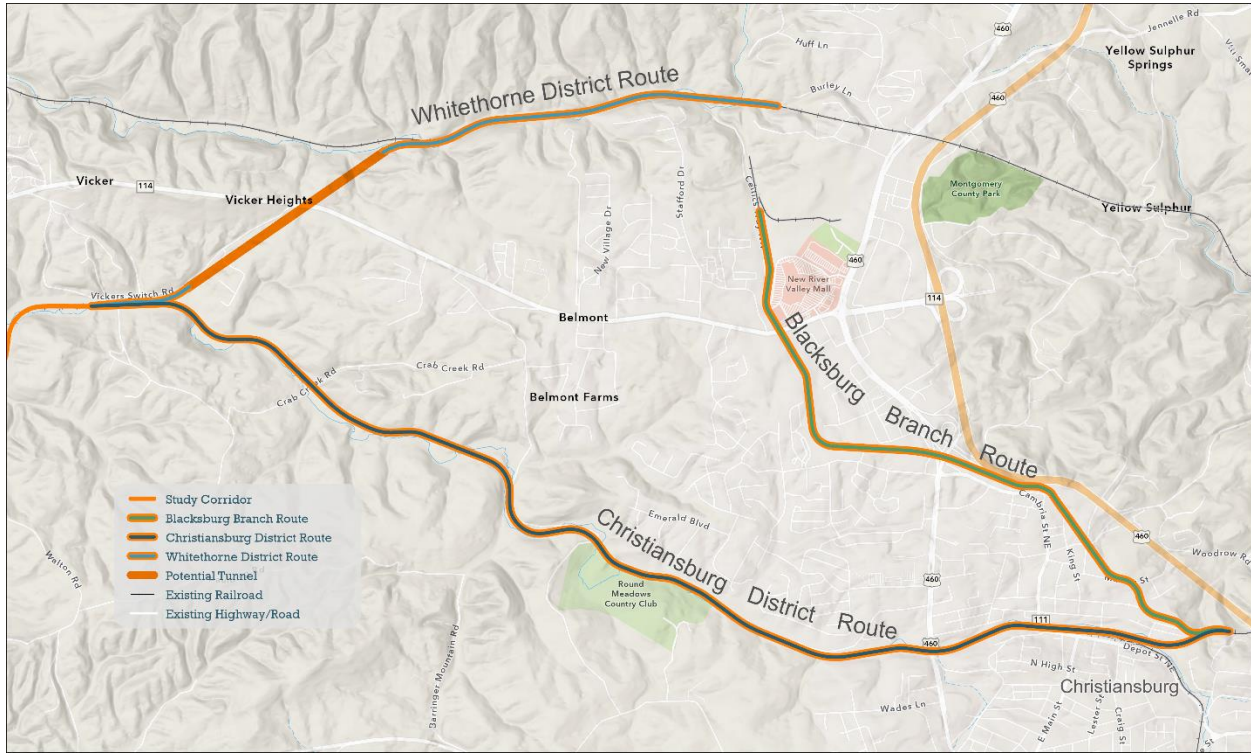 460
Jennelle Rd
Huff Ln
Yellow Sulphur
Springs
Whitethorne District Route
Burley Ln
460
Vicker
114
Vicker Heights
Stafford Dr
Montgomery
County Park
Yellow Sulphur
New Village Dr
460
New River
Valley Mall
Vickers Switch Rd
114
Belmont
Blacksburg Branch Route
Crab Creek Rd
Crab Creek Rd
Belmont Farms
Study Corridor
Blacksburg Branch Route
Christiansburg District Route
Whitethorne District Route
Potential Tunnel
Existing Railroad
Existing Highway/Road
Walton Rd
Barringer Mountain Rd
Emerald Blvd
Christiansburg District Route
Round
Meadows
Country Club
Cambria St NE
King St
460
Woodrow Rd
460
111
460
Depot St NE
N High St
Christiansburg
Wades Ln
E Main St
Lester St
Craig St